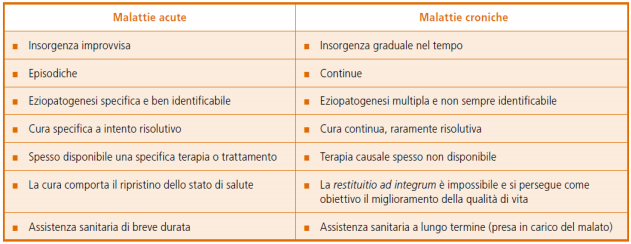 Malattie acute Malattie croniche
Insorgenza improvvisa Insorgenza graduale nel tempo
Episodiche Continue
Eziopatogenesi specifica e ben identificabile Eziopatogenesi multipla e non sempre identificabile
Cura specifica a intento risolutivo Cura continua, raramente risolutiva
Spesso disponibile una specifica terapia o trattamento Terapia causale spesso non disponibile
La cura comporta il ripristino dello stato di salute La restitutio ad integrum è impossibile e si persegue come
obiettivo il miglioramento della qualità di vita
Assistenza sanitaria di breve durata Assistenza sanitaria a lungo termine (presa in carico del malato)